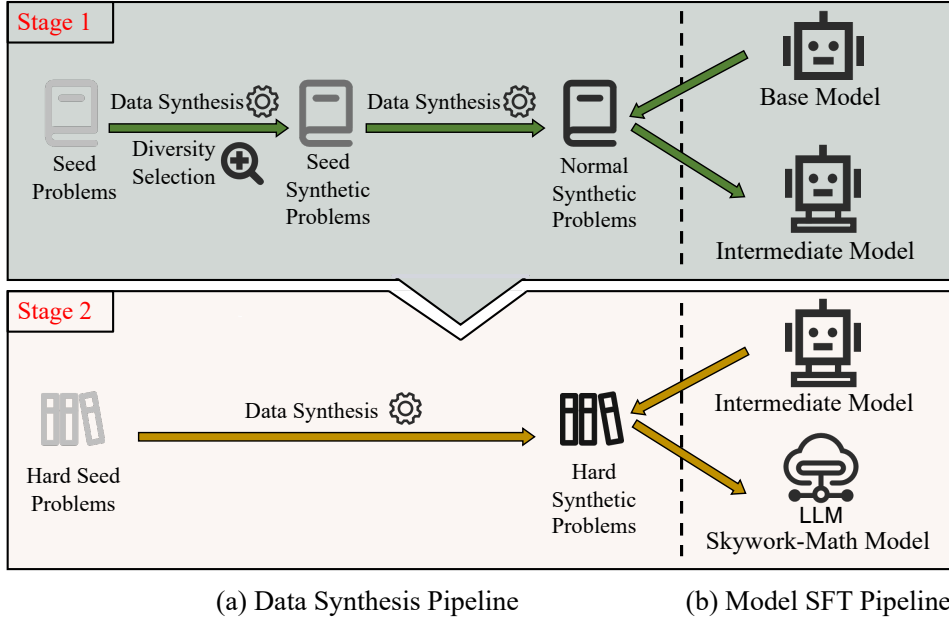 Stage 1
Data Synthesis
Diversity
Selection
Data Synthesis
Seed
Problems
Seed
Synthetic
Problems
Normal
Synthetic
Problems
Base Model
Intermediate Model
Stage 2
Data Synthesis
Hard Seed
Problems
Hard
Synthetic
Problems
Intermediate Model
LLM
Skywork-Math Model
(a) Data Synthesis Pipeline
(b) Model SFT Pipeline